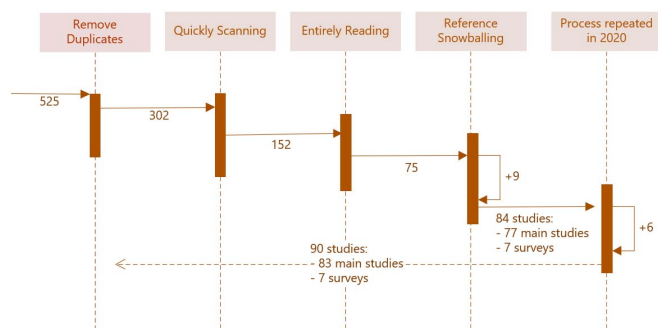 Remove
Duplicates
Quickly Scanning
Entirely Reading
Reference
Snowballing
Process repeated
in 2020
525
302
152
75
+9
84 studies:
- 77 main studies
- 7 surveys
+6
90 studies:
- 83 main studies
- 7 surveys